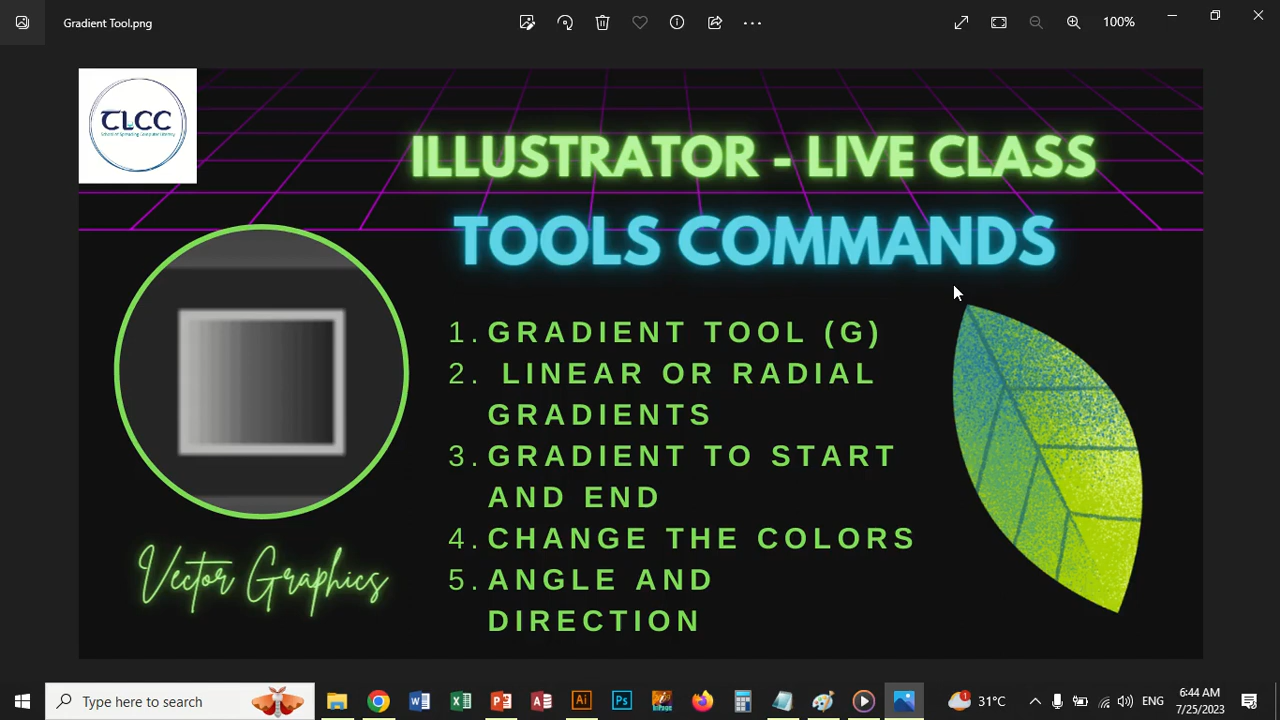 Gradient Tool.png
100%
CLCC
ILLUSTRATOR - LIVE CLASS
TOOLS COMMANDS
1. GRADIENT TOOL (G)
2. LINEAR OR RADIAL
GRADIENTS
3. GRADIENT TO START
AND END
4. CHANGE THE COLORS
5. ANGLE AND
DIRECTION
Vector Graphics
Type here to search
31°C
ENG
6:44 AM
7/25/2023